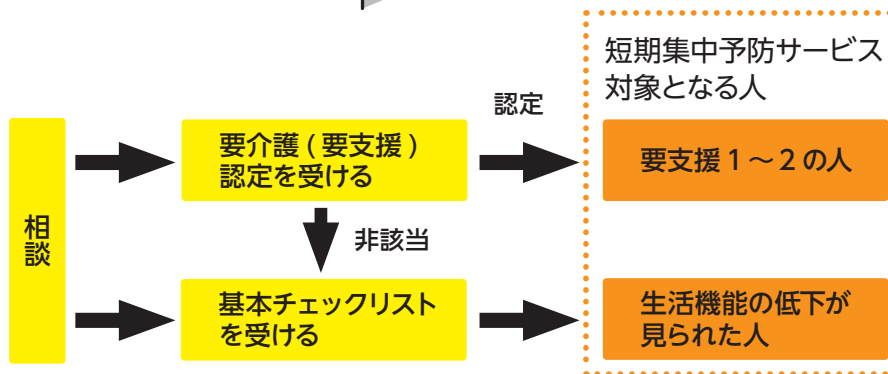 短期集中予防サービス
対象となる人
認定
相談
要介護(要支援)
認定を受ける
要支援1～2の人
非該当
基本チェックリスト
を受ける
生活機能の低下が
見られた人